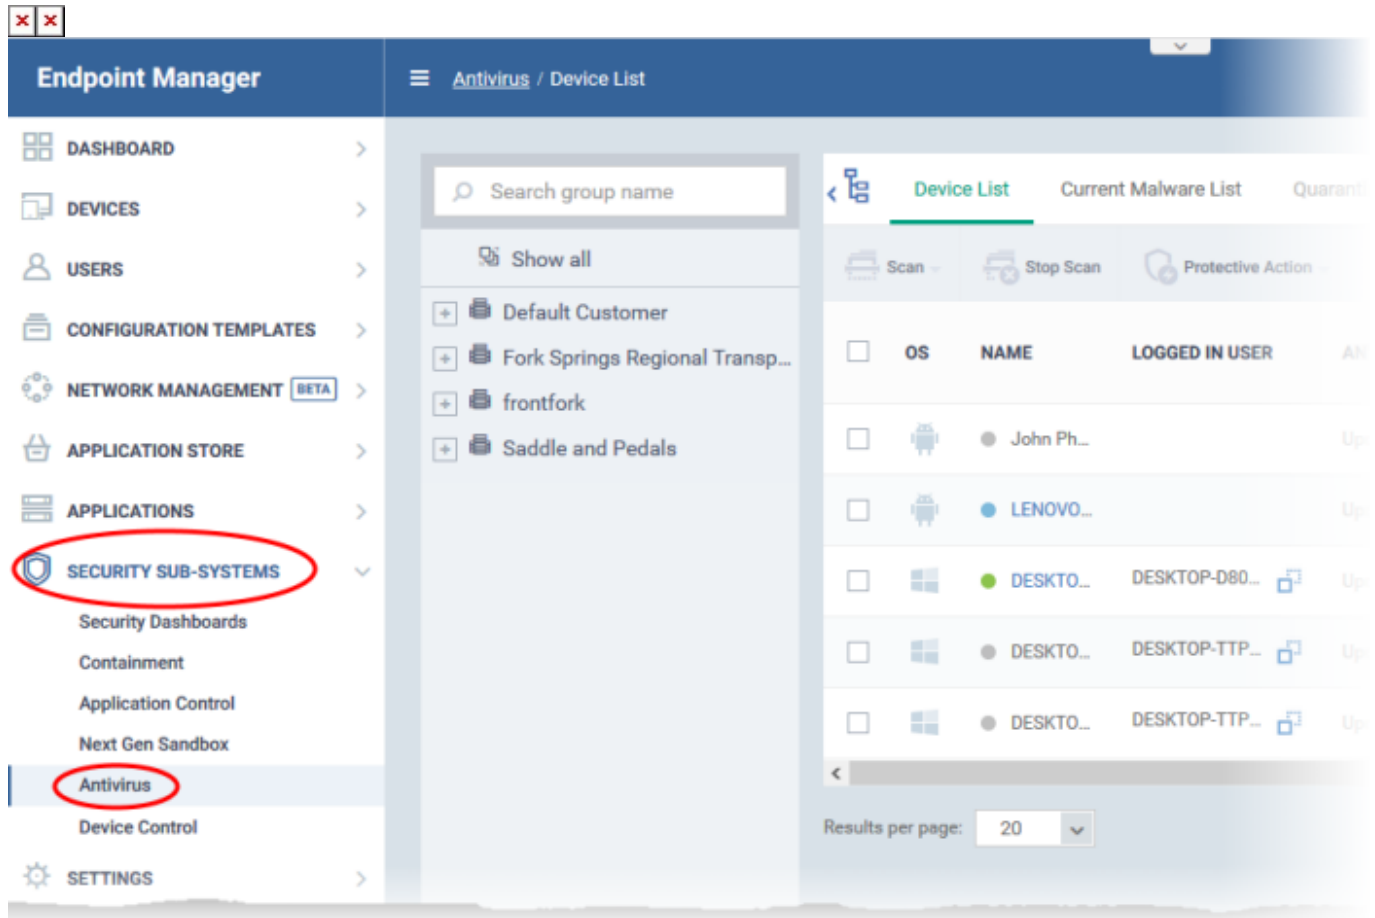 Endpoint Manager
Antivirus / Device List
DASHBOARD
DEVICES
USERS
CONFIGURATION TEMPLATES
NETWORK MANAGEMENT BETA
APPLICATION STORE
APPLICATIONS
SECURITY SUB-SYSTEMS
Security Dashboards
Containment
Application Control
Next Gen Sandbox
Antivirus
Device Control
SETTINGS
Search group name
Show all
Default Customer
Fork Springs Regional Transp...
frontfork
Saddle and Pedals
Device List Current Malware List Quaranti
Scan Stop Scan Protective Action
OS NAME LOGGED IN USER
John Ph...
LENOVO...
DESKTO... DESKTOP-D80...
DESKTO... DESKTOP-TTP...
DESKTO... DESKTOP-TTP...
Results per page: 20